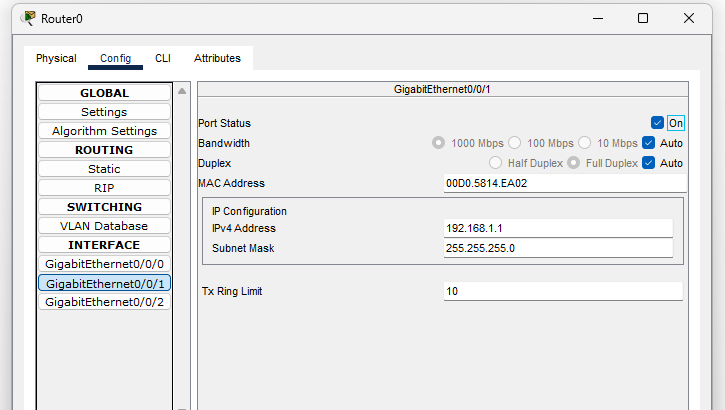 Router0
Physical Config CLI Attributes
GLOBAL
Settings
Algorithm Settings
ROUTING
Static
RIP
SWITCHING
VLAN Database
INTERFACE
GigabitEthernet0/0/0
GigabitEthernet0/0/1
GigabitEthernet0/0/2
GigabitEthernet0/0/1
Port Status On
Bandwidth 1000 Mbps 100 Mbps 10 Mbps Auto
Duplex Half Duplex Full Duplex Auto
MAC Address 00D0.5814.EA02
IP Configuration
IPv4 Address 192.168.1.1
Subnet Mask 255.255.255.0
Tx Ring Limit 10